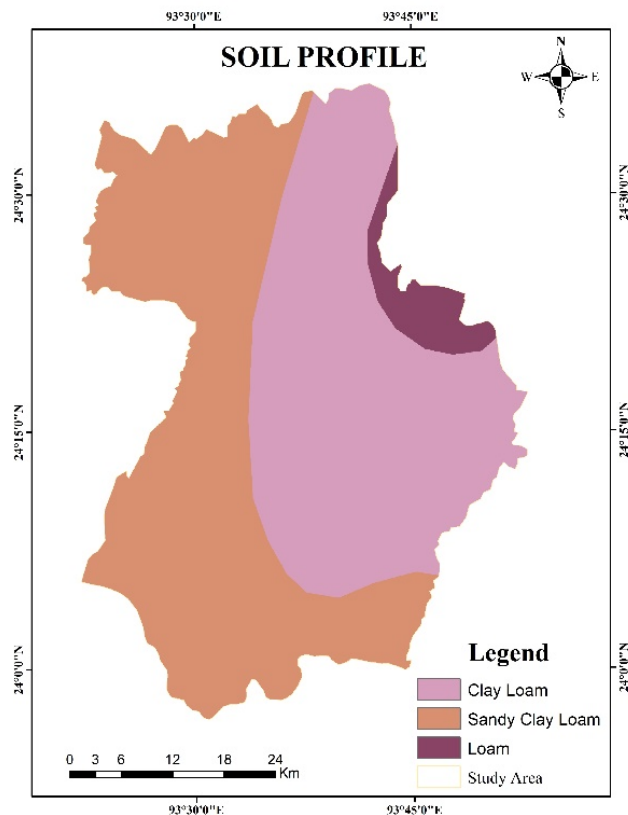 93°30'0"E 93°45'0"E
SOIL PROFILE
N
W E
S
24°30'0"N 24°30'0"N
24°15'0"N 24°15'0"N
24°0'0"N 24°0'0"N
Legend
Clay Loam
Sandy Clay Loam
Loam
Study Area
0 3 6 12 18 24
Km
93°30'0"E 93°45'0"E